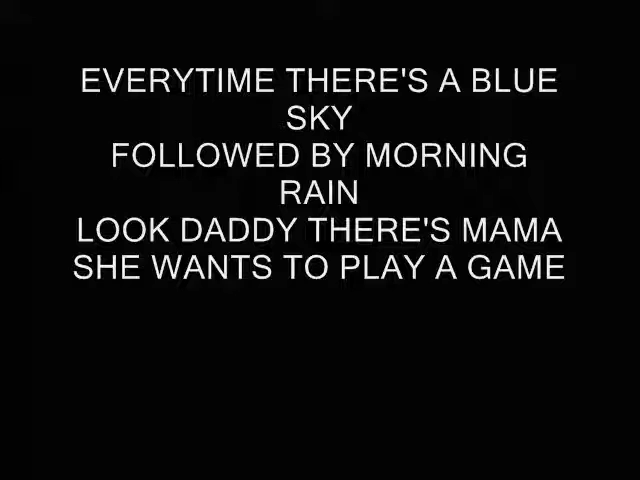 EVERYTIME THERE'S A BLUE
SKY
FOLLOWED BY MORNING
RAIN
LOOK DADDY THERE'S MAMA
SHE WANTS TO PLAY A GAME